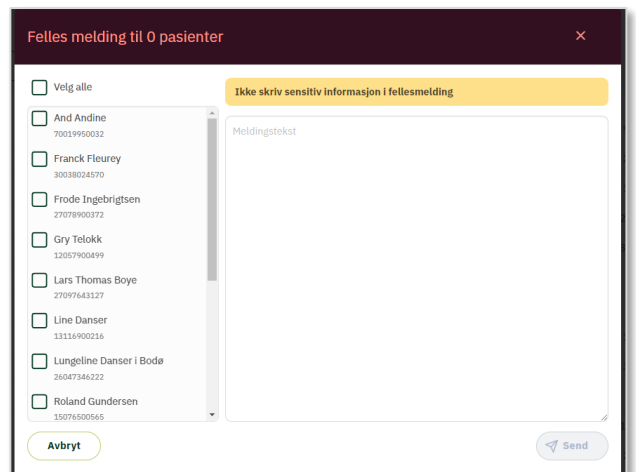 Felles melding til 0 pasienter
Velg alle
Ikke skriv sensitiv informasjon i fellesmelding
And Andine
70019950032
Franck Fleurey
30038024570
Frode Ingebrigtsen
27078900372
Gry Telokk
12057900499
Lars Thomas Boye
27097643127
Line Danser
13116900216
Lungeline Danser i Bodø
26047346222
Roland Gundersen
15076500565
Meldingstekst
Avbryt
Send